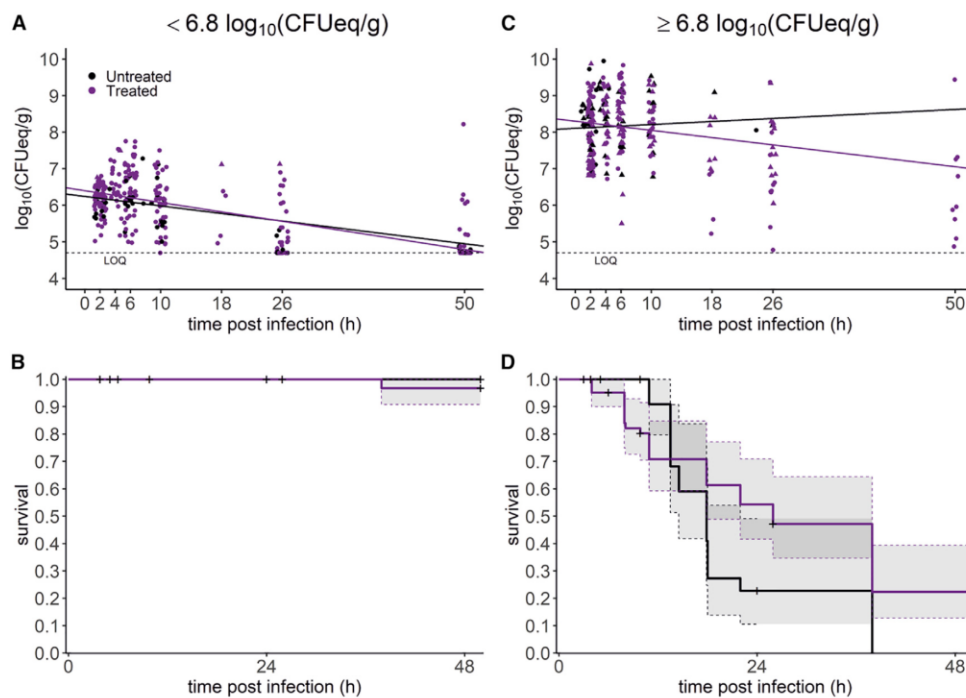 A
< 6.8 log₁₀(CFUeq/g)
log₁₀(CFUeq/g)
10
9
8
7
6
5
4
Untreated
Treated
LOQ
0 2 4 6 10 18 26 50
time post infection (h)
C
≥ 6.8 log₁₀(CFUeq/g)
log₁₀(CFUeq/g)
10
9
8
7
6
5
4
LOQ
0 2 4 6 10 18 26 50
time post infection (h)
B
survival
1.0
0.9
0.8
0.7
0.6
0.5
0.4
0.3
0.2
0.1
0.0
0 24 48
time post infection (h)
D
survival
1.0
0.9
0.8
0.7
0.6
0.5
0.4
0.3
0.2
0.1
0.0
0 24 48
time post infection (h)